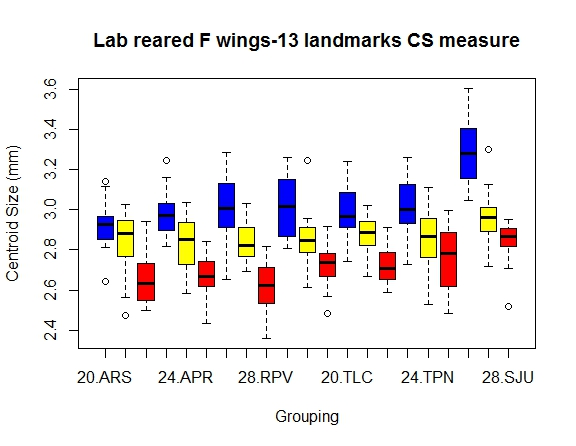 Lab reared F wings-13 landmarks CS measure
Centroid Size (mm)
3.6
3.4
3.2
3.0
2.8
2.6
2.4
20.ARS 24.APR 28.RPV 20.TLC 24.TPN 28.SJU
Grouping